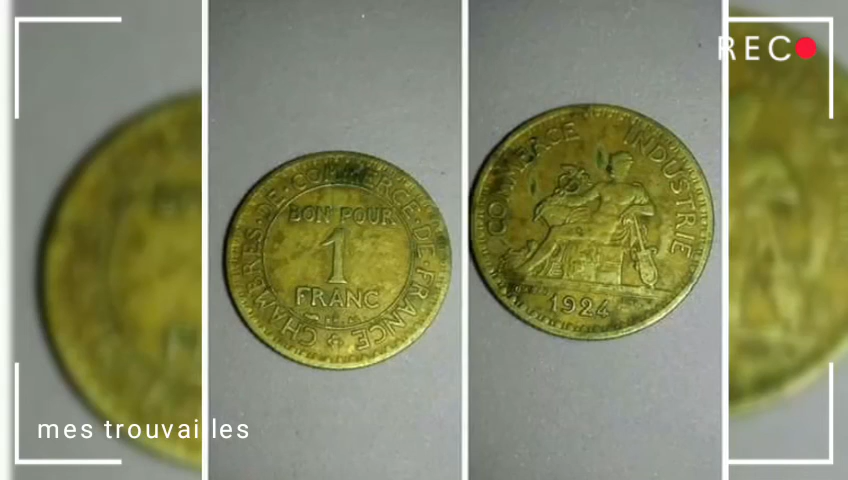 REC
CHAMBRES·DE·COMMERCE·DE·FRANCE
BON POUR
1
FRANC
COMMERCE INDUSTRIE
1924
mes trouvailles